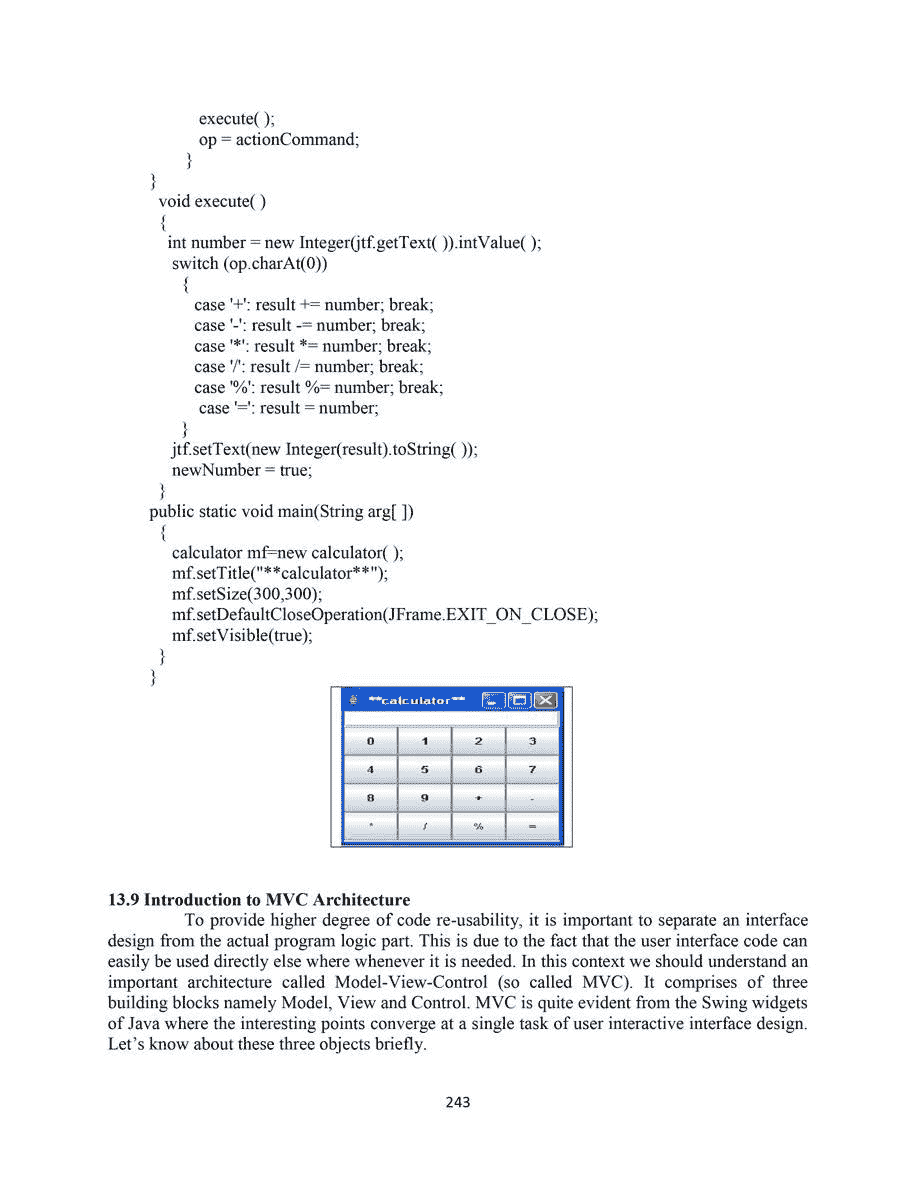 execute( );
op = actionCommand;
}
}
void execute( )
{
int number = new Integer(jtf.getText( )).intValue( );
switch (op.charAt(0))
{
case '+': result += number; break;
case '-': result -= number; break;
case '*': result *= number; break;
case '/': result /= number; break;
case '%': result %= number; break;
case '=': result = number;
}
jtf.setText(new Integer(result).toString( ));
newNumber = true;
}
public static void main(String arg[ ])
{
calculator mf=new calculator( );
mf.setTitle("**calculator**");
mf.setSize(300,300);
mf.setDefaultCloseOperation(JFrame.EXIT_ON_CLOSE);
mf.setVisible(true);
}
}
**calculator**
0 1 2 3
4 5 6 7
8 9 + -
* / % =
13.9 Introduction to MVC Architecture
To provide higher degree of code re-usability, it is important to separate an interface
design from the actual program logic part. This is due to the fact that the user interface code can
easily be used directly else where whenever it is needed. In this context we should understand an
important architecture called Model-View-Control (so called MVC). It comprises of three
building blocks namely Model, View and Control. MVC is quite evident from the Swing widgets
of Java where the interesting points converge at a single task of user interactive interface design.
Let’s know about these three objects briefly.
243